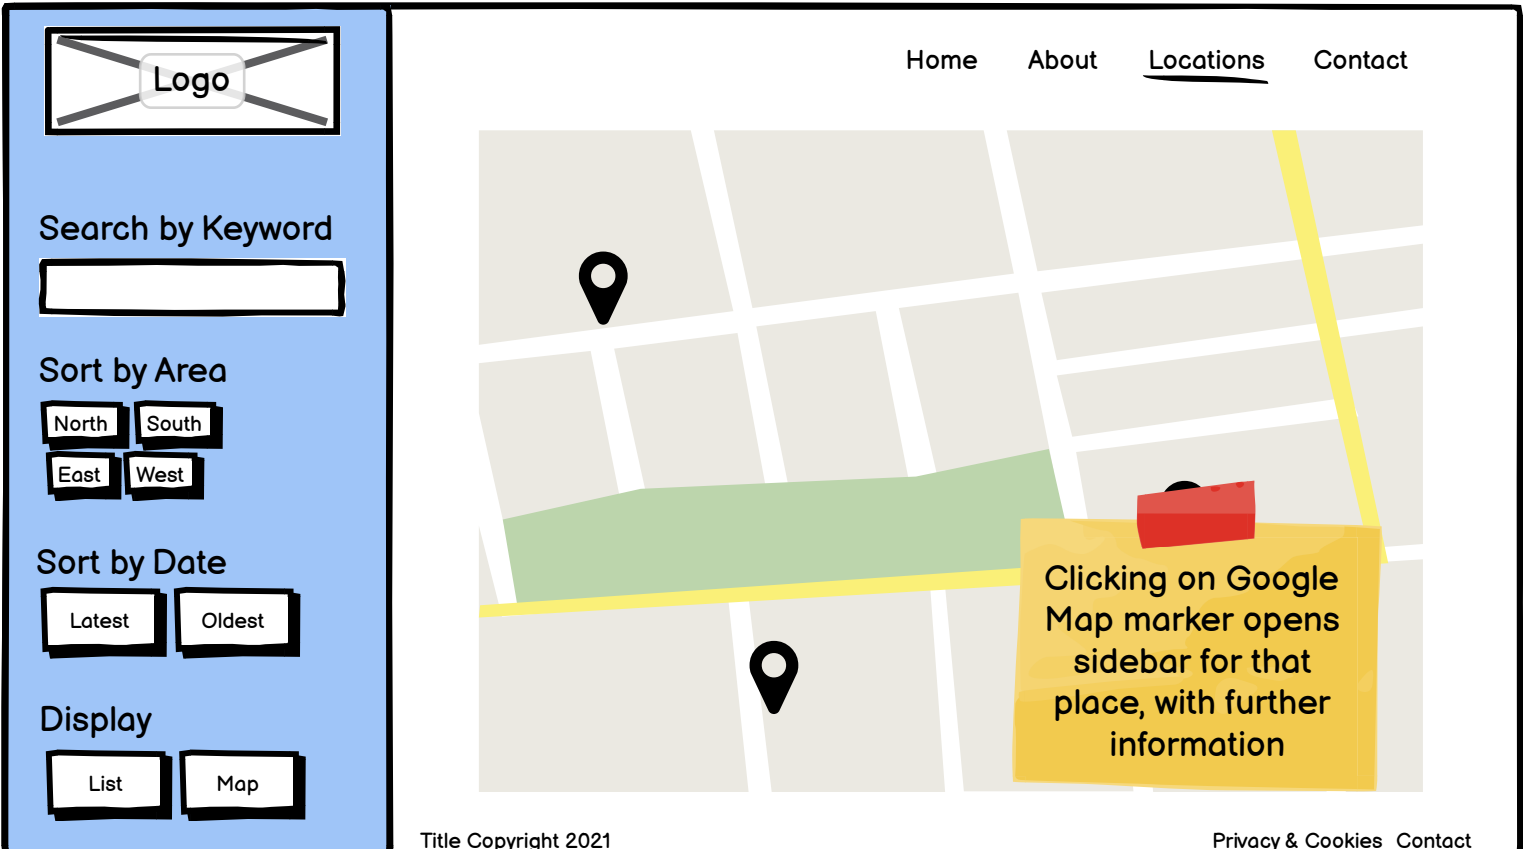 Logo
Home About Locations Contact
Search by Keyword
Sort by Area
North South
East West
Sort by Date
Latest Oldest
Display
List Map
Clicking on Google
Map marker opens
sidebar for that
place, with further
information
Title Copyright 2021
Privacy & Cookies Contact